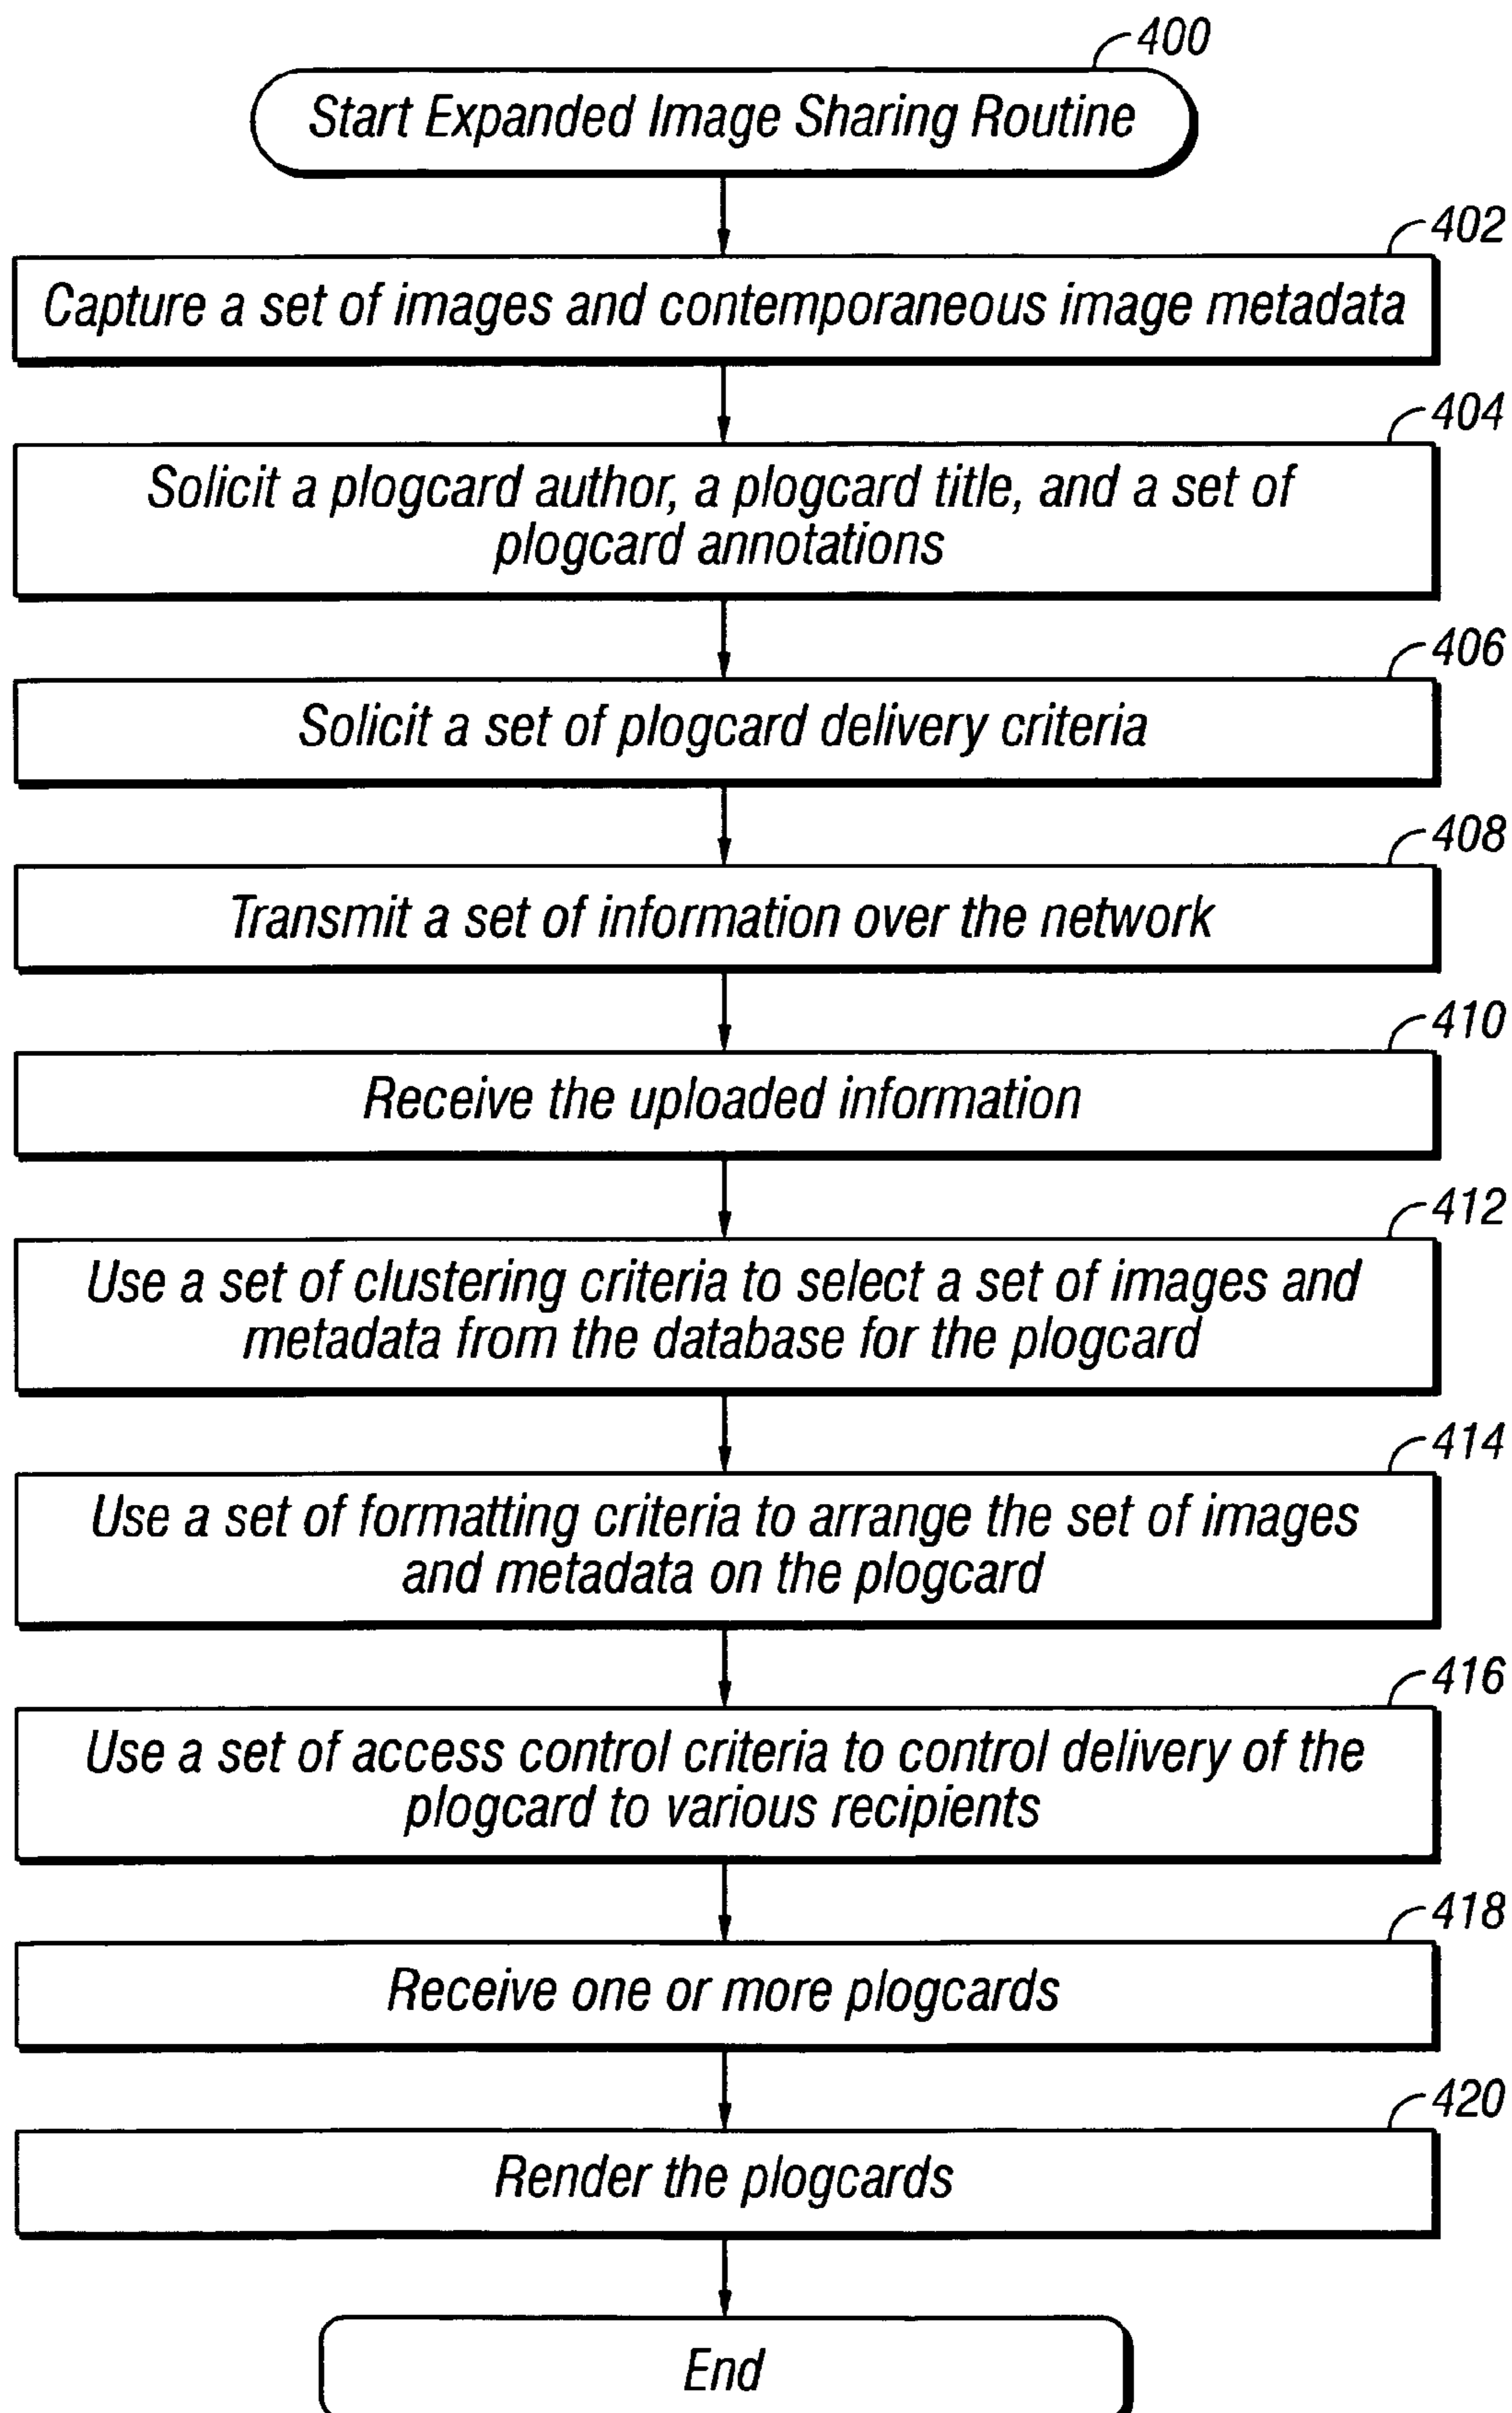 400
Start Expanded Image Sharing Routine
402
Capture a set of images and contemporaneous image metadata
404
Solicit a plogcard author, a plogcard title, and a set of
plogcard annotations
406
Solicit a set of plogcard delivery criteria
408
Transmit a set of information over the network
410
Receive the uploaded information
412
Use a set of clustering criteria to select a set of images and
metadata from the database for the plogcard
414
Use a set of formatting criteria to arrange the set of images
and metadata on the plogcard
416
Use a set of access control criteria to control delivery of the
plogcard to various recipients
418
Receive one or more plogcards
420
Render the plogcards
End